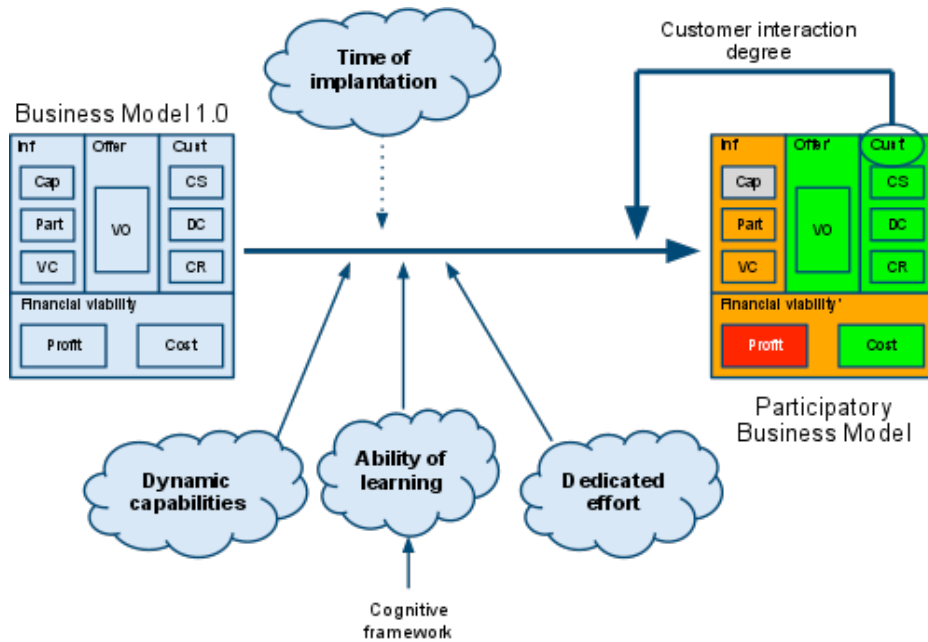 Time of
implantation
Customer interaction
degree
Business Model 1.0
Inf
Offer
Cust
Cap
Part
VC
VO
CS
DC
CR
Financial viability
Profit
Cost
Inf
Offer'
Cust
Cap
Part
VC
VO
CS
DC
CR
Financial viability'
Profit
Cost
Participatory
Business Model
Dynamic
capabilities
Ability of
learning
Dedicated
effort
Cognitive
framework